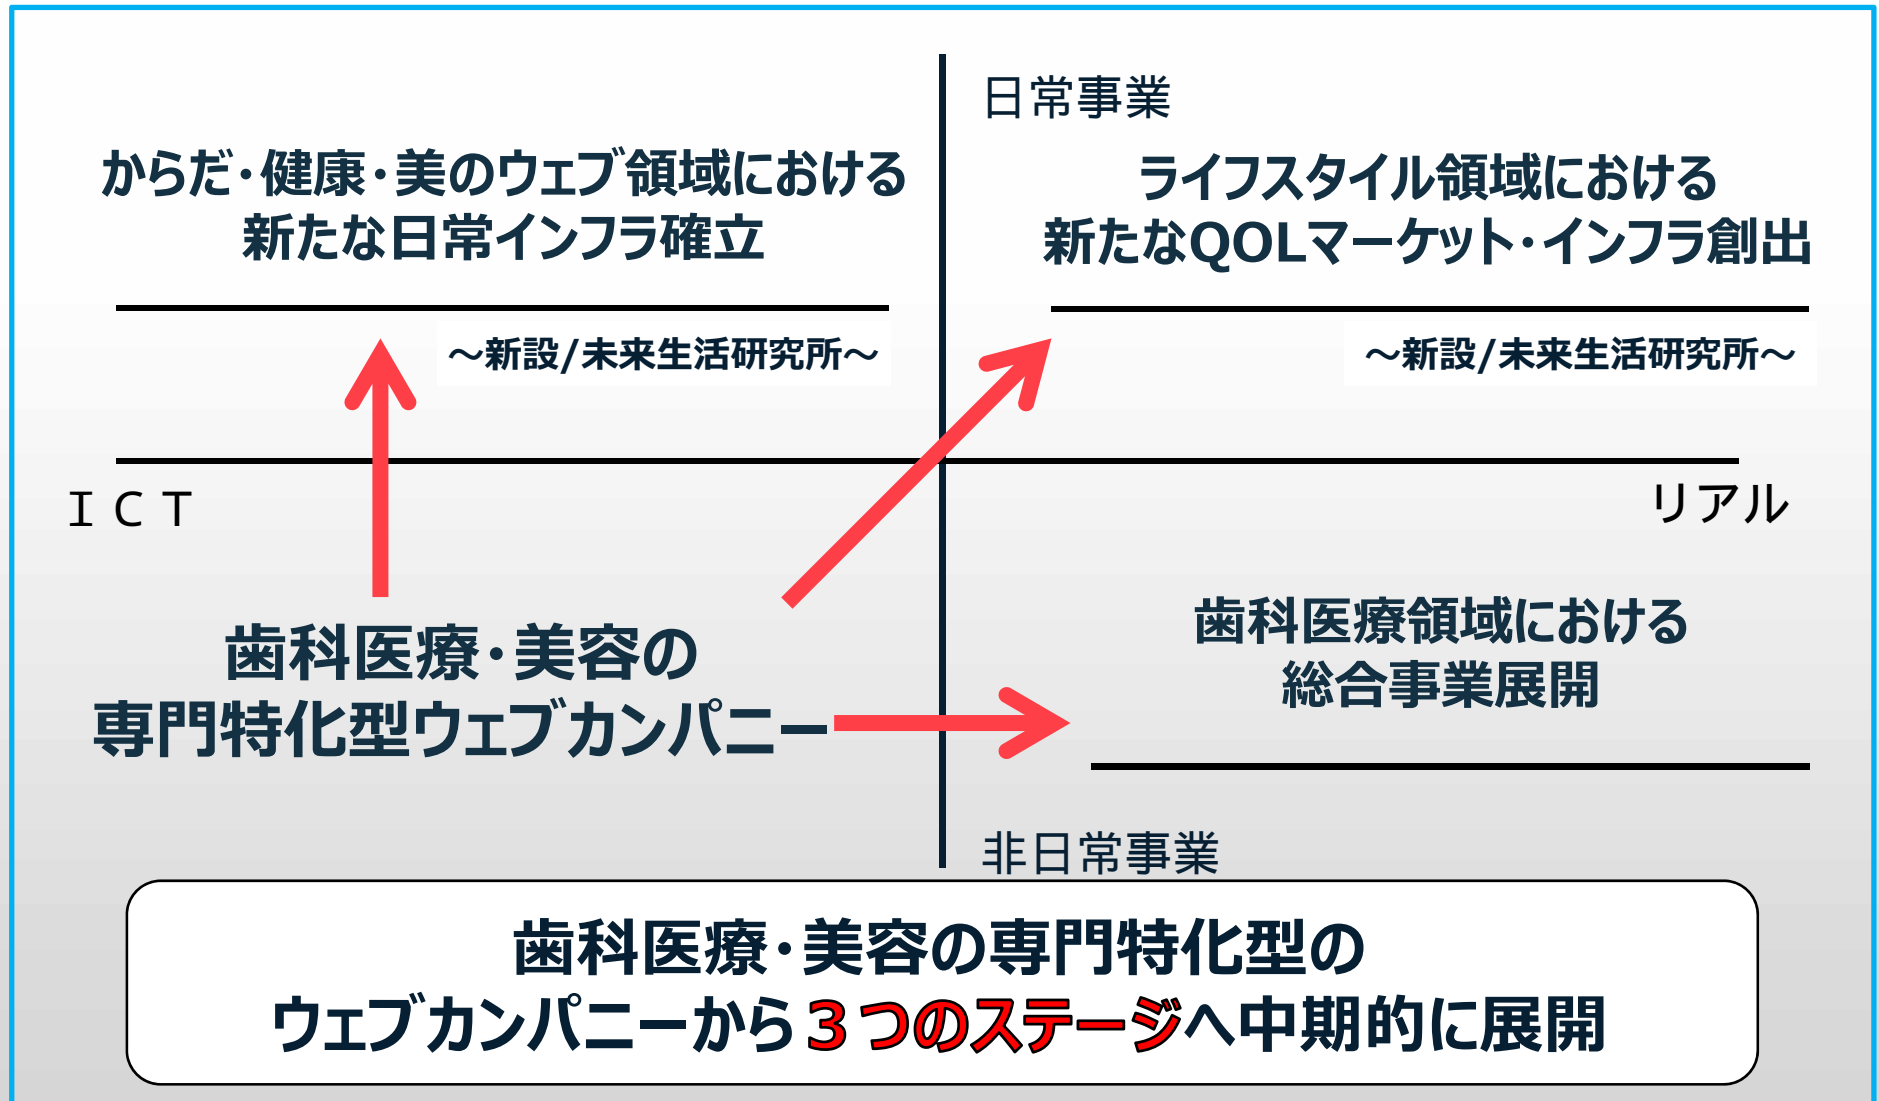 日常事業
からだ・健康・美のウェブ領域における
新たな日常インフラ確立
～新設/未来生活研究所～
ライフスタイル領域における
新たなQOLマーケット・インフラ創出
～新設/未来生活研究所～
ＩＣＴ
リアル
歯科医療・美容の
専門特化型ウェブカンパニー
歯科医療領域における
総合事業展開
非日常事業
歯科医療・美容の専門特化型の
ウェブカンパニーから３つのステージへ中期的に展開